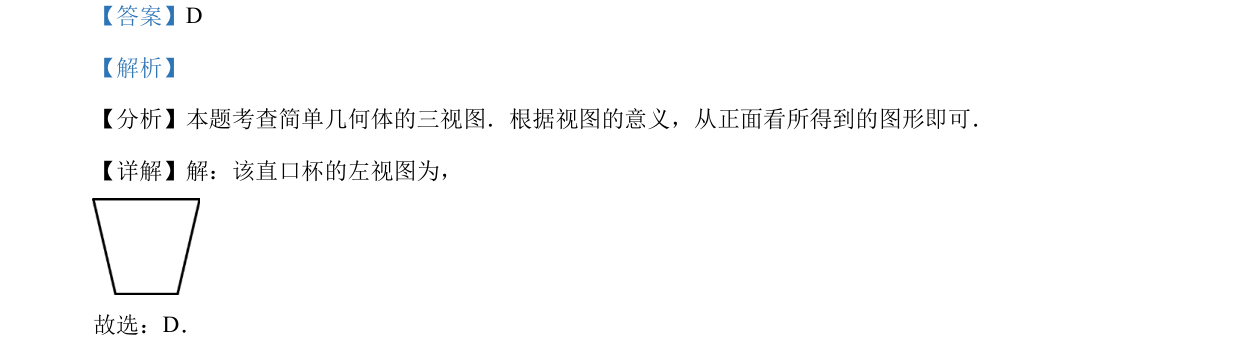 【答案】D
【解析】
【分析】本题考查简单几何体的三视图．根据视图的意义，从正面看所得到的图形即可．
【详解】解：该直口杯的左视图为，
故选：D．